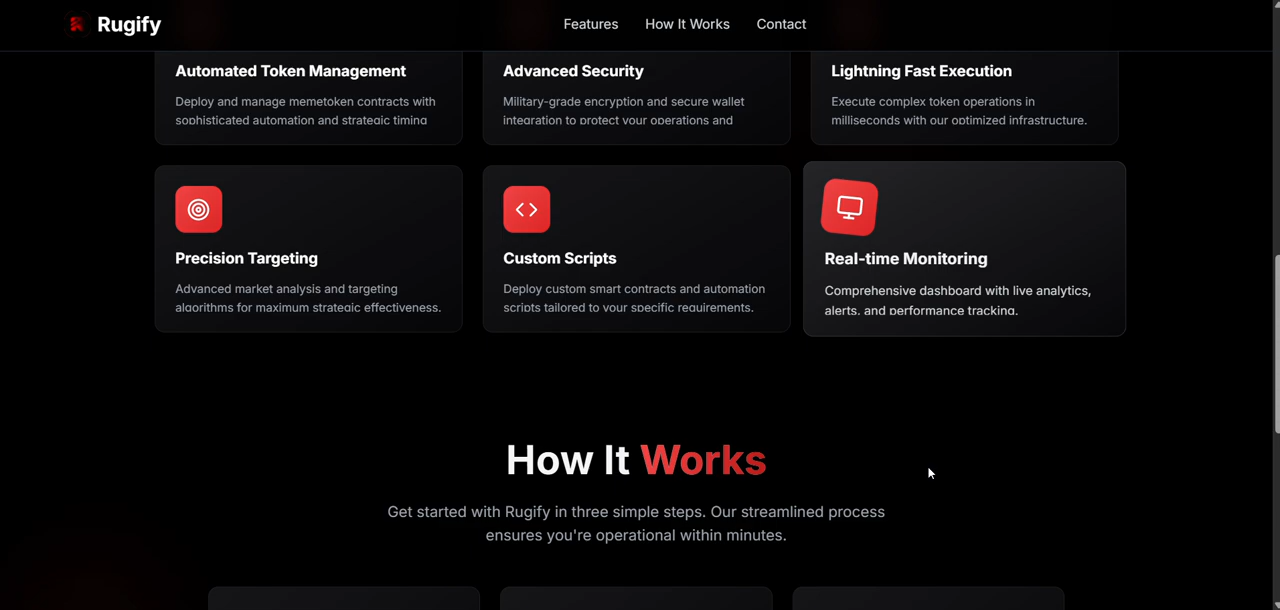 Rugify
Features
How It Works
Contact
Automated Token Management
Deploy and manage memetoken contracts with
sophisticated automation and strategic timing
Advanced Security
Military-grade encryption and secure wallet
integration to protect your operations and
Lightning Fast Execution
Execute complex token operations in
milliseconds with our optimized infrastructure.
Precision Targeting
Advanced market analysis and targeting
algorithms for maximum strategic effectiveness.
Custom Scripts
Deploy custom smart contracts and automation
scripts tailored to your specific requirements.
Real-time Monitoring
Comprehensive dashboard with live analytics,
alerts, and performance tracking.
How It Works
Get started with Rugify in three simple steps. Our streamlined process
ensures you're operational within minutes.